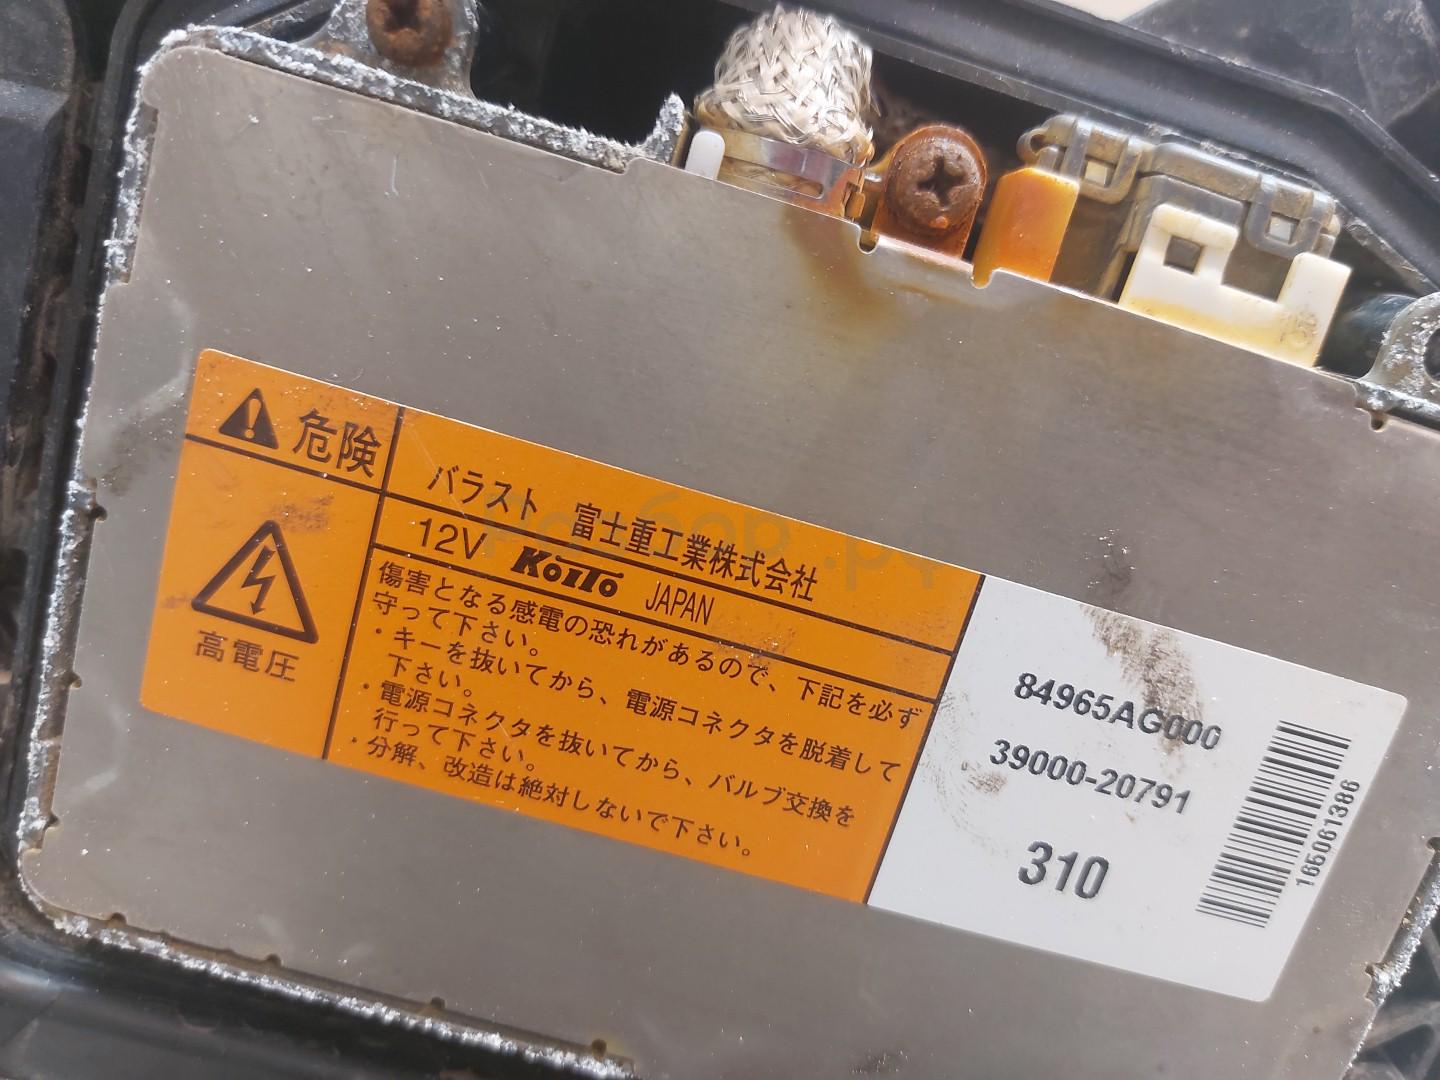 危険
高電圧
バラスト 富士重工業株式会社
12V KOITO JAPAN
傷害となる感電の恐れがあるので、下記を必ず
守って下さい。
・キーを抜いてから、電源コネクタを脱着して
下さい。
・電源コネクタを抜いてから、バルブ交換を
行って下さい。
・分解、改造は絶対しないで下さい。
84965AG000
39000-20791
310
165061386